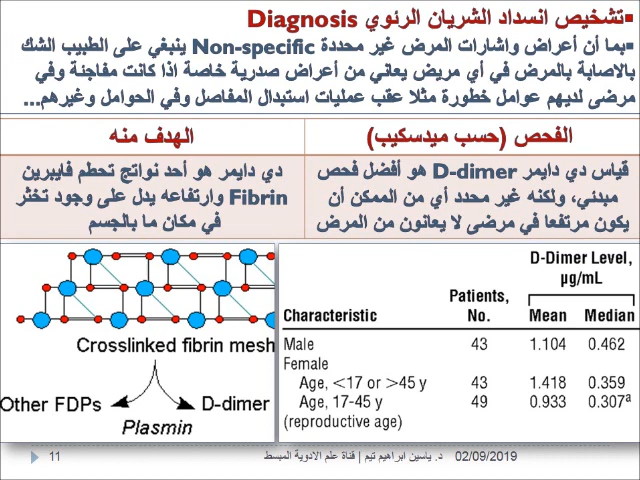 تشخيص انسداد الشريان الرئوي Diagnosis
بما أن أعراض واشارات المرض غير محددة Non-specific ينبغي على الطبيب الشك
بالاصابة بالمرض في أي مريض يعاني من أعراض صدرية خاصة اذا كانت مفاجئة وفي
مرضى لديهم عوامل خطورة مثلا عقب عمليات استبدال المفاصل وفي الحوامل وغيرهم...
الفحص (حسب ميدسكيب)
الهدف منه
قياس دي دايمر D-dimer هو أفضل فحص
مبدئي، ولكنه غير محدد أي من الممكن أن
يكون مرتفعا في مرضى لا يعانون من المرض
دي دايمر هو أحد نواتج تحطم فايبرين
Fibrin وارتفاعه يدل على وجود تخثر
في مكان ما بالجسم
Crosslinked fibrin mesh
Other FDPs D-dimer
Plasmin
D-Dimer Level,
µg/mL
Patients,
Characteristic No. Mean Median
Male 43 1.104 0.462
Female
Age, <17 or >45 y 43 1.418 0.359
Age, 17-45 y 49 0.933 0.307a
(reproductive age)
11 د. ياسين ابراهيم تيم | قناة علم الادوية المبسط 02/09/2019